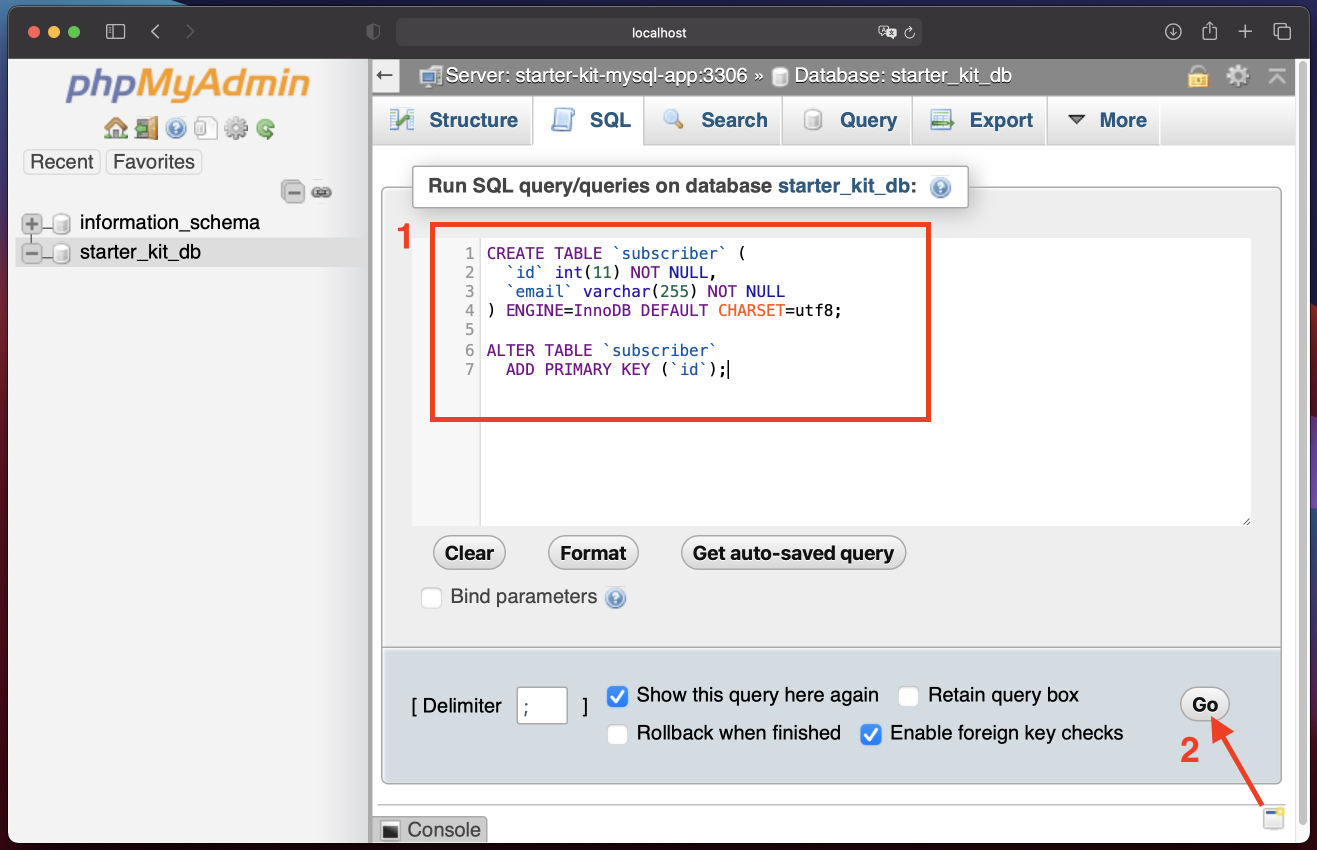 localhost
phpMyAdmin
Recent Favorites
information_schema
starter_kit_db
Server: starter-kit-mysql-app:3306 » Database: starter_kit_db
Structure SQL Search Query Export More
Run SQL query/queries on database starter_kit_db:
1
1 CREATE TABLE `subscriber` (
2 `id` int(11) NOT NULL,
3 `email` varchar(255) NOT NULL
4 ) ENGINE=InnoDB DEFAULT CHARSET=utf8;
5
6 ALTER TABLE `subscriber`
7 ADD PRIMARY KEY (`id`);
Clear Format Get auto-saved query
Bind parameters
[ Delimiter ; ] Show this query here again Retain query box
Rollback when finished Enable foreign key checks
Go
2
Console